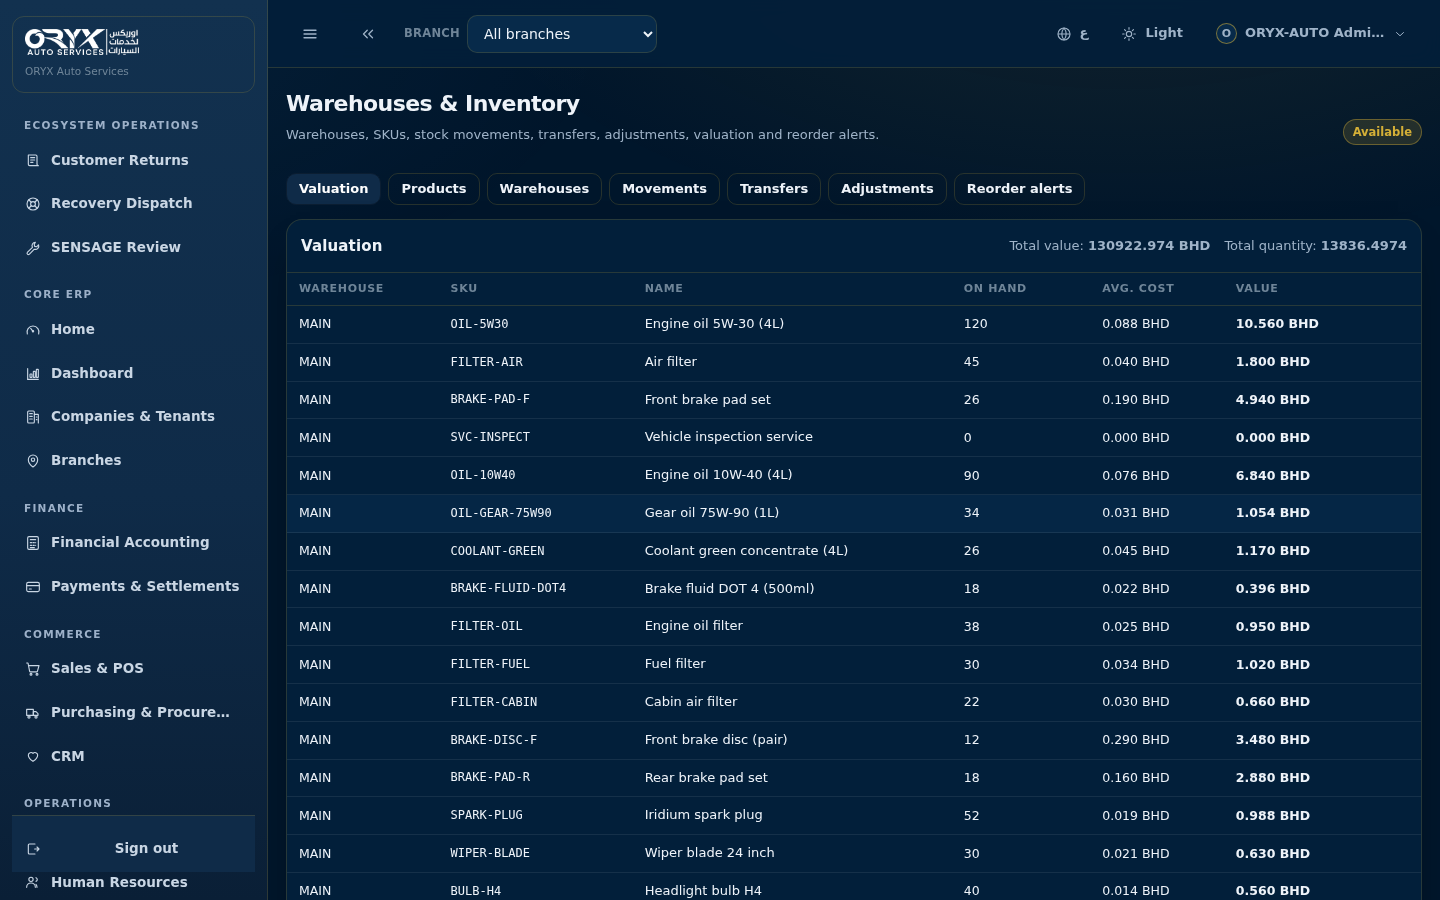 ORYX
اوريكس
لخدمات
السيارات
AUTO SERVICES
ORYX Auto Services
ECOSYSTEM OPERATIONS
Customer Returns
Recovery Dispatch
SENSAGE Review
CORE ERP
Home
Dashboard
Companies & Tenants
Branches
FINANCE
Financial Accounting
Payments & Settlements
COMMERCE
Sales & POS
Purchasing & Procure...
CRM
OPERATIONS
Sign out
Human Resources
BRANCH All branches ع Light O ORYX-AUTO Admi...
Warehouses & Inventory
Warehouses, SKUs, stock movements, transfers, adjustments, valuation and reorder alerts.
Available
Valuation Products Warehouses Movements Transfers Adjustments Reorder alerts
Valuation Total value: 130922.974 BHD Total quantity: 13836.4974
WAREHOUSE SKU NAME ON HAND AVG. COST VALUE
MAIN OIL-5W30 Engine oil 5W-30 (4L) 120 0.088 BHD 10.560 BHD
MAIN FILTER-AIR Air filter 45 0.040 BHD 1.800 BHD
MAIN BRAKE-PAD-F Front brake pad set 26 0.190 BHD 4.940 BHD
MAIN SVC-INSPECT Vehicle inspection service 0 0.000 BHD 0.000 BHD
MAIN OIL-10W40 Engine oil 10W-40 (4L) 90 0.076 BHD 6.840 BHD
MAIN OIL-GEAR-75W90 Gear oil 75W-90 (1L) 34 0.031 BHD 1.054 BHD
MAIN COOLANT-GREEN Coolant green concentrate (4L) 26 0.045 BHD 1.170 BHD
MAIN BRAKE-FLUID-DOT4 Brake fluid DOT 4 (500ml) 18 0.022 BHD 0.396 BHD
MAIN FILTER-OIL Engine oil filter 38 0.025 BHD 0.950 BHD
MAIN FILTER-FUEL Fuel filter 30 0.034 BHD 1.020 BHD
MAIN FILTER-CABIN Cabin air filter 22 0.030 BHD 0.660 BHD
MAIN BRAKE-DISC-F Front brake disc (pair) 12 0.290 BHD 3.480 BHD
MAIN BRAKE-PAD-R Rear brake pad set 18 0.160 BHD 2.880 BHD
MAIN SPARK-PLUG Iridium spark plug 52 0.019 BHD 0.988 BHD
MAIN WIPER-BLADE Wiper blade 24 inch 30 0.021 BHD 0.630 BHD
MAIN BULB-H4 Headlight bulb H4 40 0.014 BHD 0.560 BHD